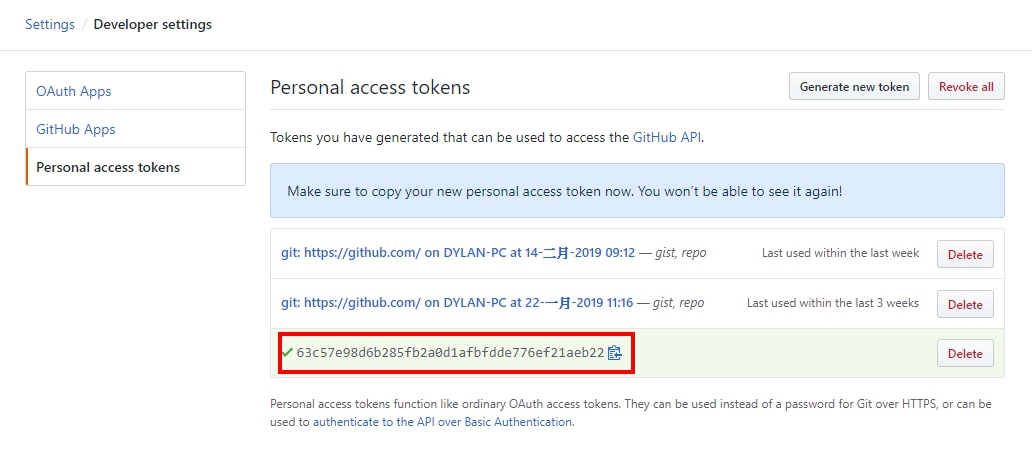 Settings / Developer settings
OAuth Apps
GitHub Apps
Personal access tokens
Personal access tokens
Generate new token
Revoke all
Tokens you have generated that can be used to access the GitHub API.
Make sure to copy your new personal access token now. You won't be able to see it again!
git: https://github.com/ on DYLAN-PC at 14-二月-2019 09:12 — gist, repo
Last used within the last week
Delete
git: https://github.com/ on DYLAN-PC at 22-一月-2019 11:16 — gist, repo
Last used within the last 3 weeks
Delete
63c57e98d6b285fb2a0d1afbfdde776ef21aeb22
Delete
Personal access tokens function like ordinary OAuth access tokens. They can be used instead of a password for Git over HTTPS, or can be
used to authenticate to the API over Basic Authentication.